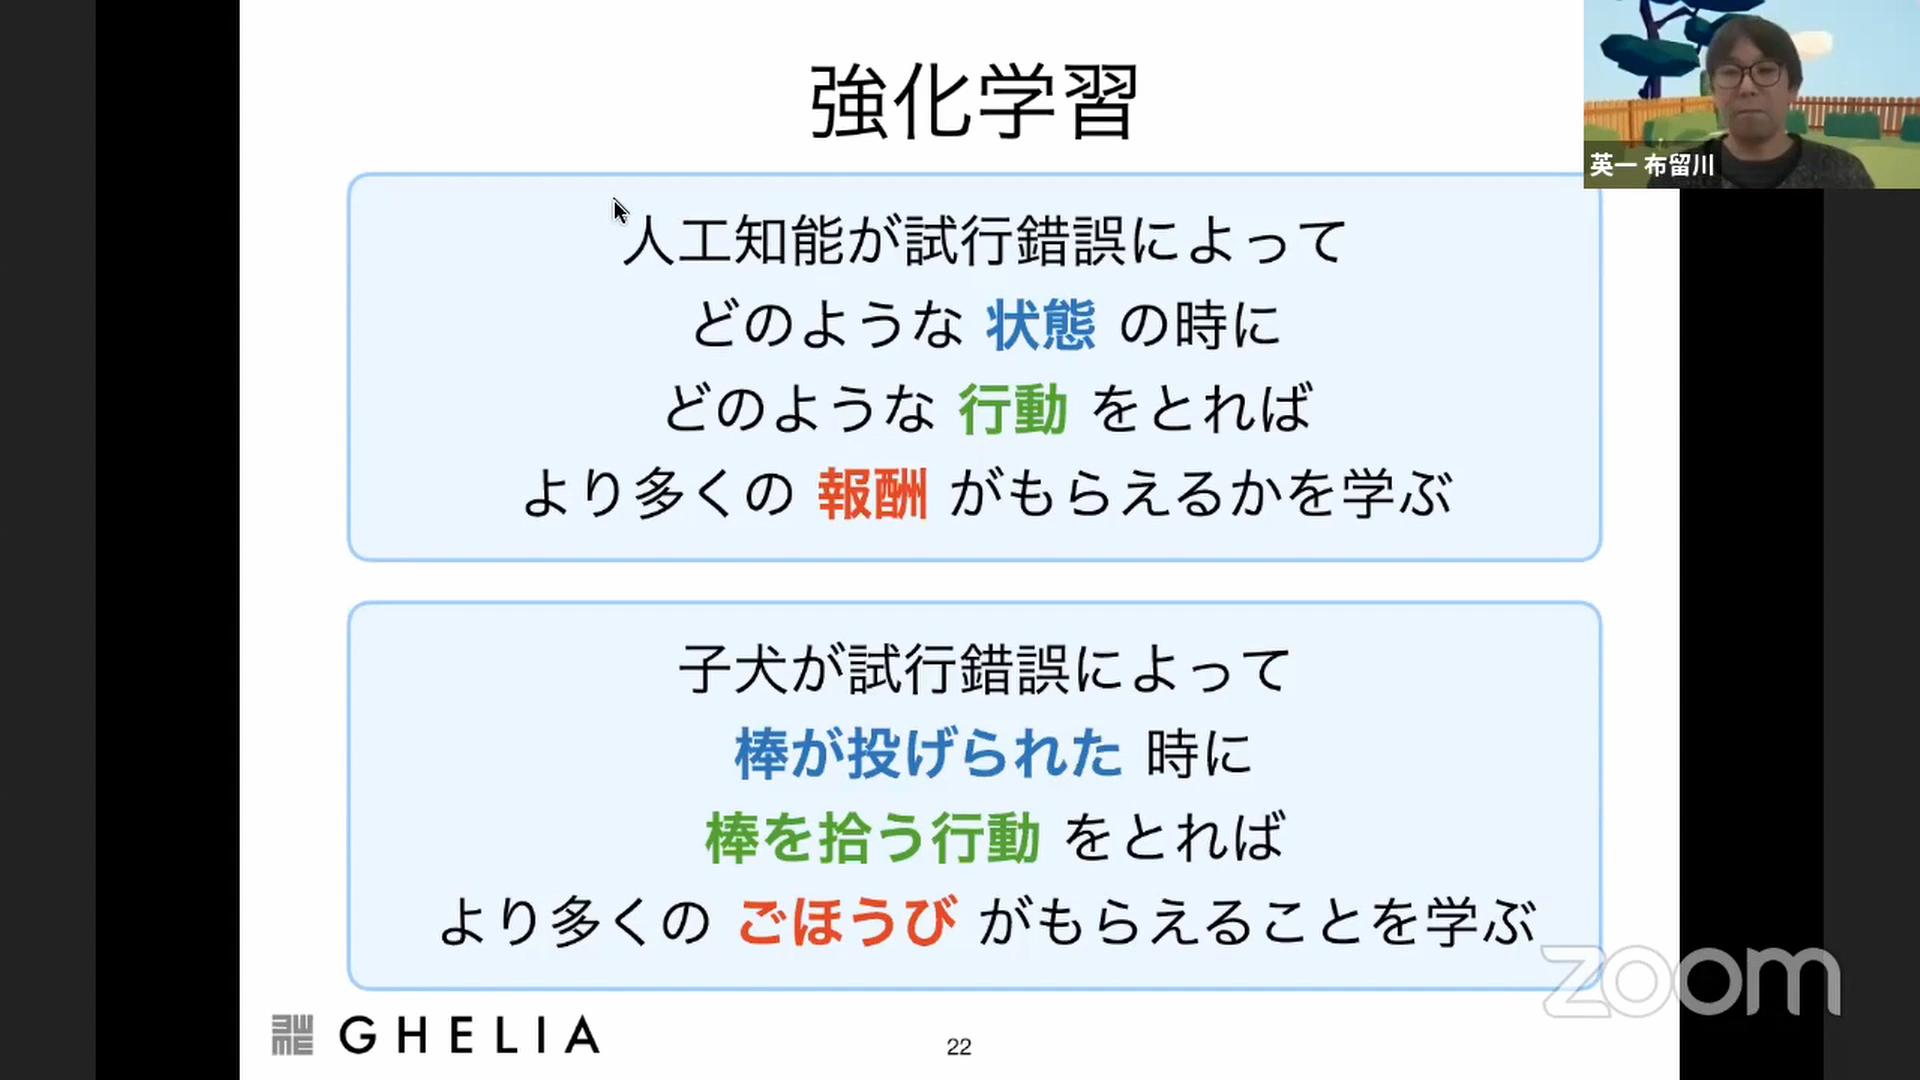 強化学習
英一 布留川
人工知能が試行錯誤によって
どのような 状態 の時に
どのような 行動 をとれば
より多くの 報酬 がもらえるかを学ぶ
子犬が試行錯誤によって
棒が投げられた 時に
棒を拾う行動 をとれば
より多くの ごほうび がもらえることを学ぶ
zoom
GHELIA
22